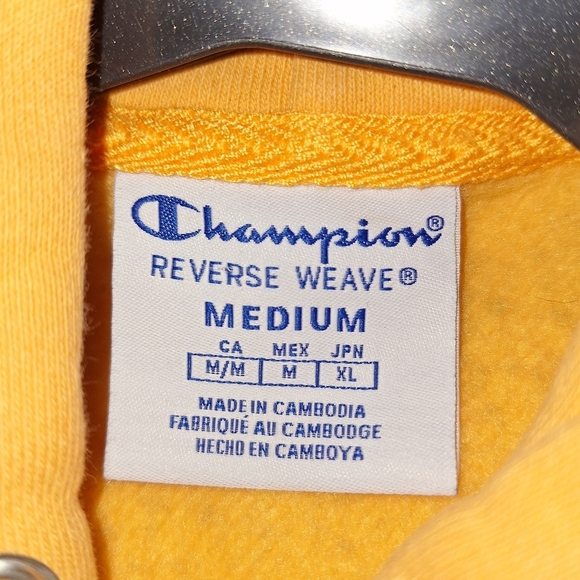 Champion®
REVERSE WEAVE®
MEDIUM
CA MEX JPN
M/M M XL
MADE IN CAMBODIA
FABRIQUÉ AU CAMBODGE
HECHO EN CAMBOYA